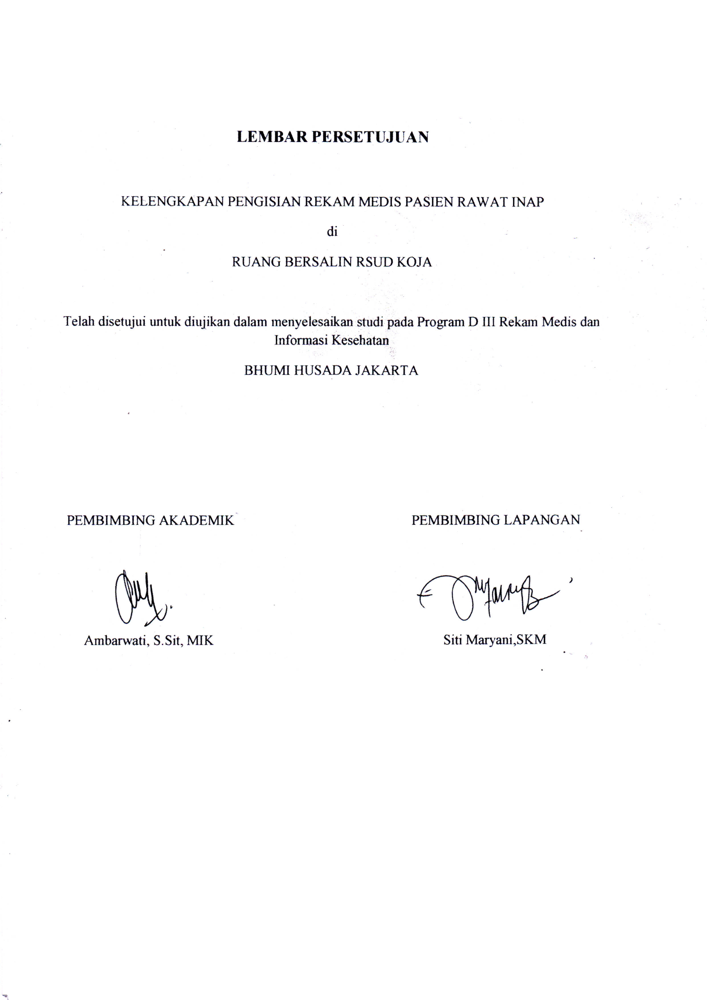 LEMBAR PERSETUJUAN
KELENGKAPAN PENGISIAN REKAM MEDIS PASIEN RAWAT INAP
di
RUANG BERSALIN RSUD KOJA
Telah disetujui untuk diujikan dalam menyelesaikan studi pada Program D III Rekam Medis dan
Informasi Kesehatan
BHUMI HUSADA JAKARTA
PEMBIMBING AKADEMIK PEMBIMBING LAPANGAN
Ambarwati, S.Sit, MIK Siti Maryani,SKM